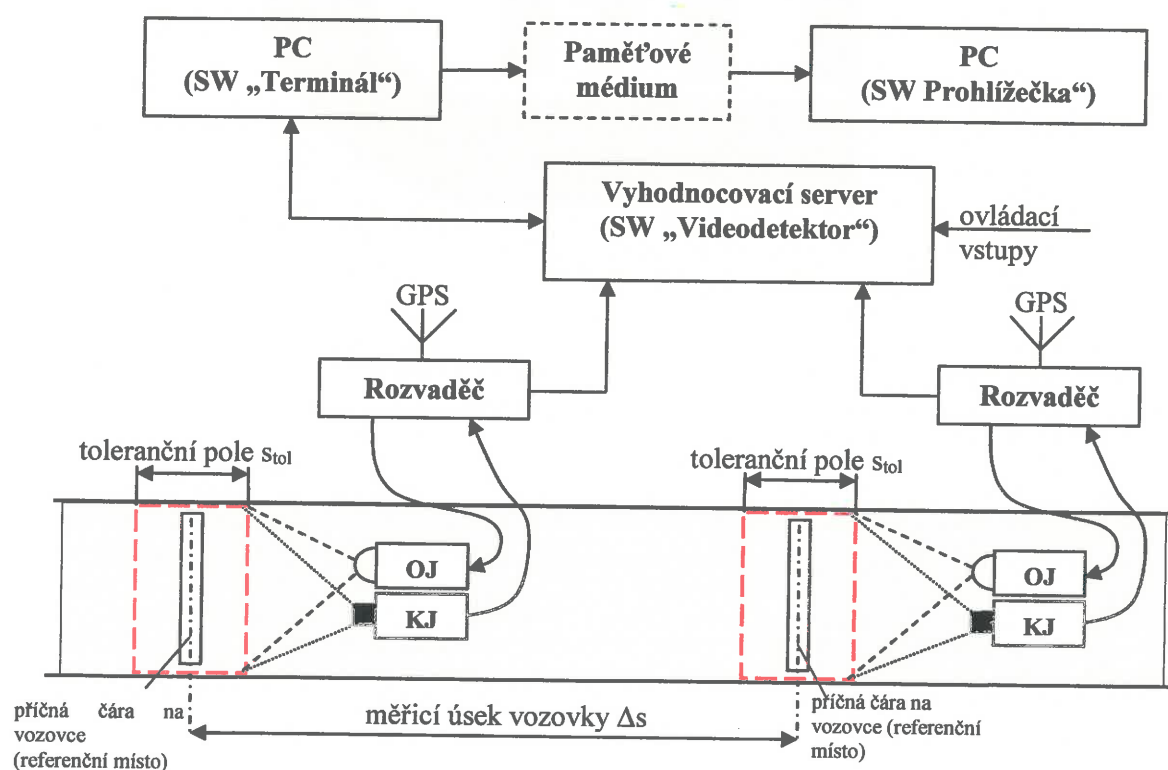 PC
(SW „Terminál“)
Paměťové
médium
PC
(SW Prohlížečka“)
Vyhodnocovací server
(SW „Videodetektor“)
ovládací
vstupy
GPS
Rozvaděč
GPS
Rozvaděč
toleranční pole stol
toleranční pole stol
OJ
KJ
OJ
KJ
příčná čára na
vozovce
(referenční místo)
měřicí úsek vozovky Δs
příčná čára na
vozovce (referenční
místo)